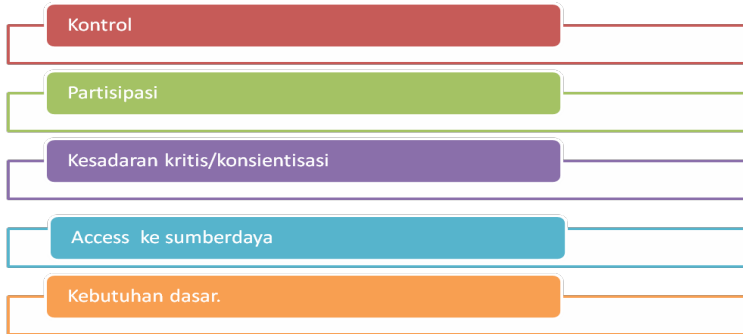 Kontrol
Partisipasi
Kesadaran kritis/konsientisasi
Access ke sumberdaya
Kebutuhan dasar.